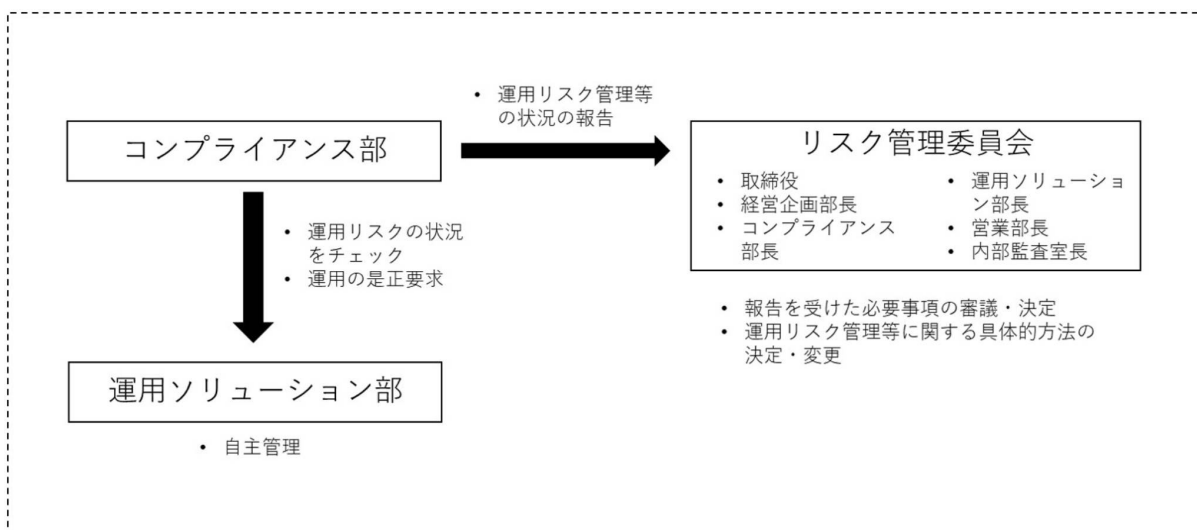 • 運用リスク管理等
の状況の報告
コンプライアンス部
リスク管理委員会
• 取締役
• 経営企画部長
• コンプライアンス
部長
• 運用ソリューショ
ン部長
• 営業部長
• 内部監査室長
• 運用リスクの状況
をチェック
• 運用の是正要求
• 報告を受けた必要事項の審議・決定
• 運用リスク管理等に関する具体的方法の
決定・変更
運用ソリューション部
• 自主管理